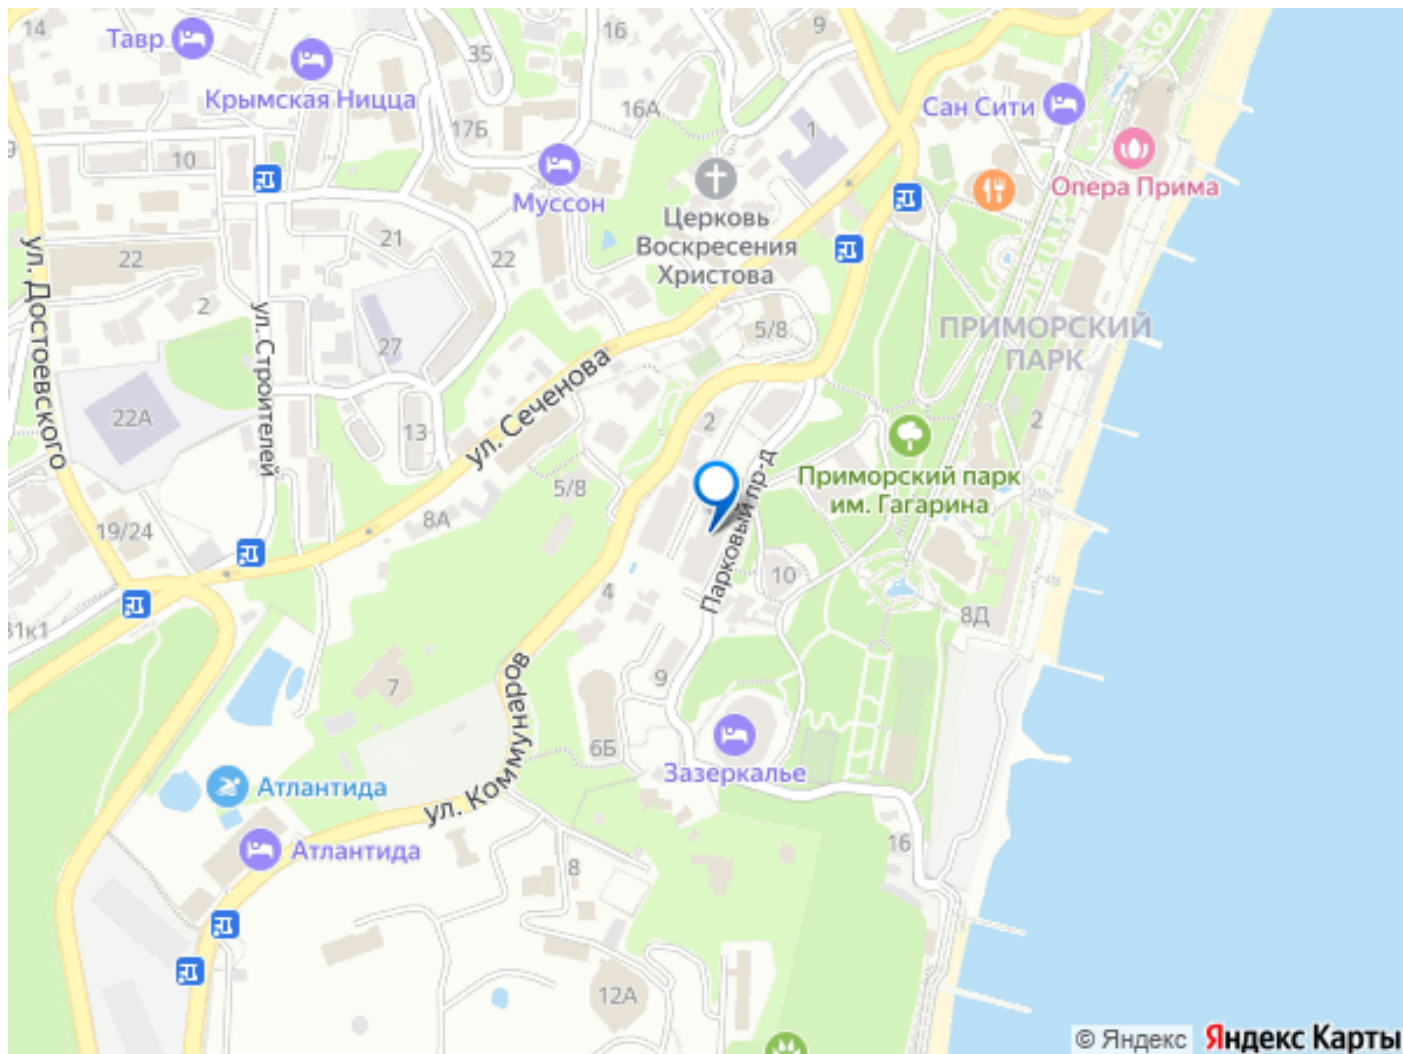 14
Тавр
16
9
35
Крымская Ницца
16А
17Б
1
Сан Сити
10
Муссон
Опера Прима
Церковь
Воскресения
Христова
21
22
22
2
ул. Достоевского
ул. Строителей
27
5/8
ПРИМОРСКИЙ
ПАРК
ул. Сеченова
22А
13
2
2
Приморский парк
им. Гагарина
5/8
Парковый пр-д
19/24
8А
10
4
8Д
31к1
7
9
ул. Коммунаров
6Б
Зазеркалье
Атлантида
Атлантида
8
16
12А
© Яндекс Яндекс Карты